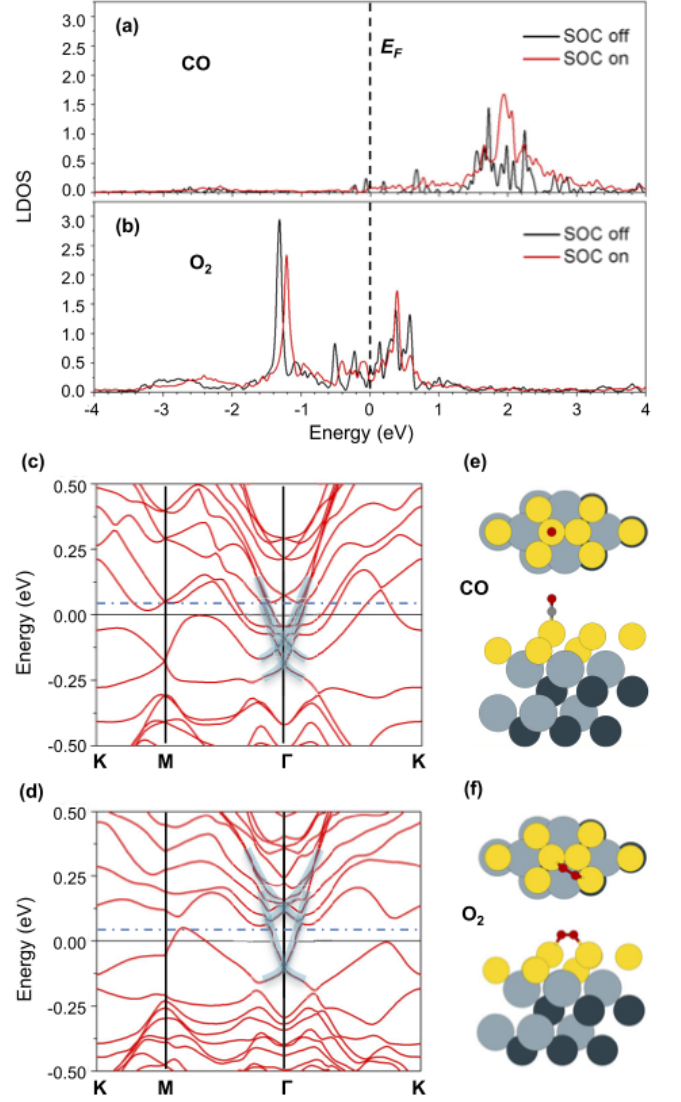 (a)
CO
E_F
SOC off
SOC on
3.0
2.5
2.0
1.5
1.0
0.5
0.0
LDOS
(b)
O₂
SOC off
SOC on
3.0
2.5
2.0
1.5
1.0
0.5
0.0
-4 -3 -2 -1 0 1 2 3 4
Energy (eV)
(c)
0.50
0.25
0.00
-0.25
-0.50
Energy (eV)
K M Γ K
(e)
CO
(d)
0.50
0.25
0.00
-0.25
-0.50
Energy (eV)
K M Γ K
(f)
O₂